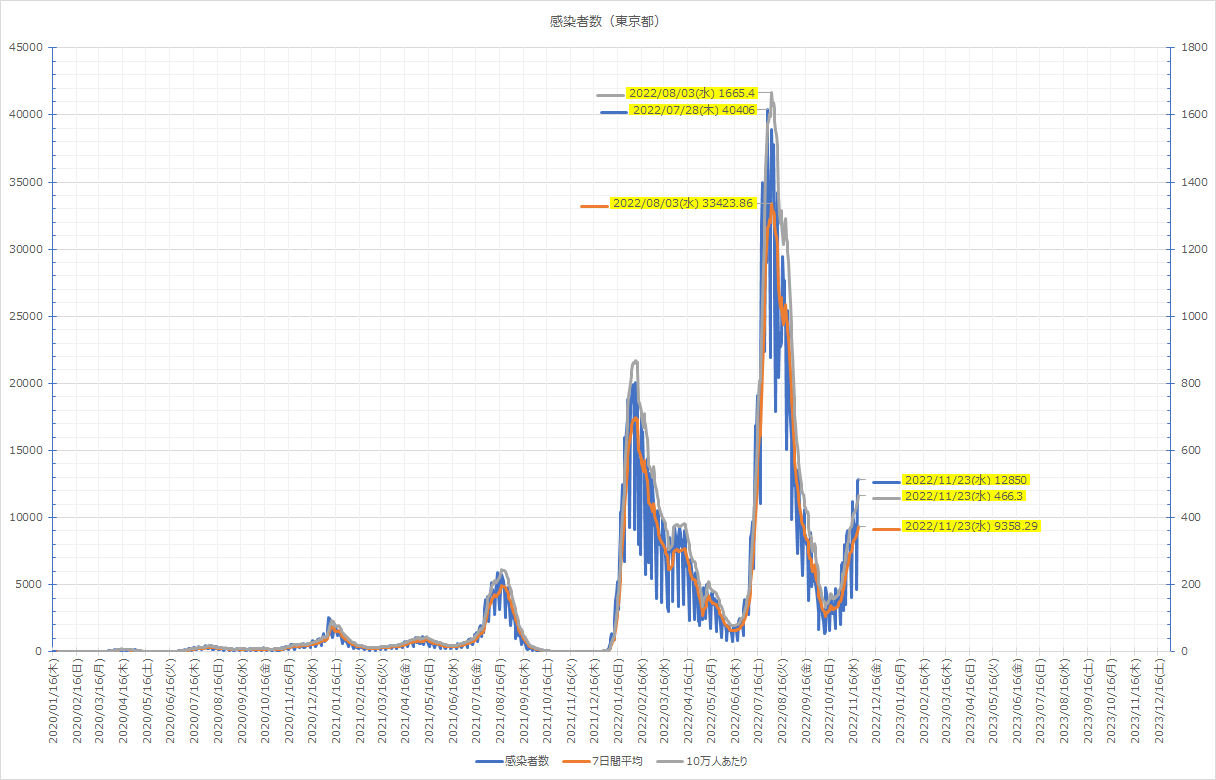 感染者数（東京都）
45000
40000
35000
30000
25000
20000
15000
10000
5000
0
1800
1600
1400
1200
1000
800
600
400
200
0
2022/08/03(水) 1665.4
2022/07/28(木) 40406
2022/08/03(水) 33423.86
2022/11/23(水) 12850
2022/11/23(水) 466.3
2022/11/23(水) 9358.29
2020/01/16(木)
2020/02/16(日)
2020/03/16(月)
2020/04/16(木)
2020/05/16(土)
2020/06/16(火)
2020/07/16(木)
2020/08/16(日)
2020/09/16(水)
2020/10/16(金)
2020/11/16(月)
2020/12/16(水)
2021/01/16(土)
2021/02/16(火)
2021/03/16(火)
2021/04/16(金)
2021/05/16(日)
2021/06/16(水)
2021/07/16(金)
2021/08/16(月)
2021/09/16(木)
2021/10/16(土)
2021/11/16(火)
2021/12/16(木)
2022/01/16(日)
2022/02/16(水)
2022/03/16(水)
2022/04/16(土)
2022/05/16(月)
2022/06/16(木)
2022/07/16(土)
2022/08/16(火)
2022/09/16(金)
2022/10/16(日)
2022/11/16(水)
2022/12/16(金)
2023/01/16(月)
2023/02/16(木)
2023/03/16(木)
2023/04/16(日)
2023/05/16(火)
2023/06/16(金)
2023/07/16(日)
2023/08/16(水)
2023/09/16(土)
2023/10/16(月)
2023/11/16(木)
2023/12/16(土)
感染者数 7日間平均 10万人あたり